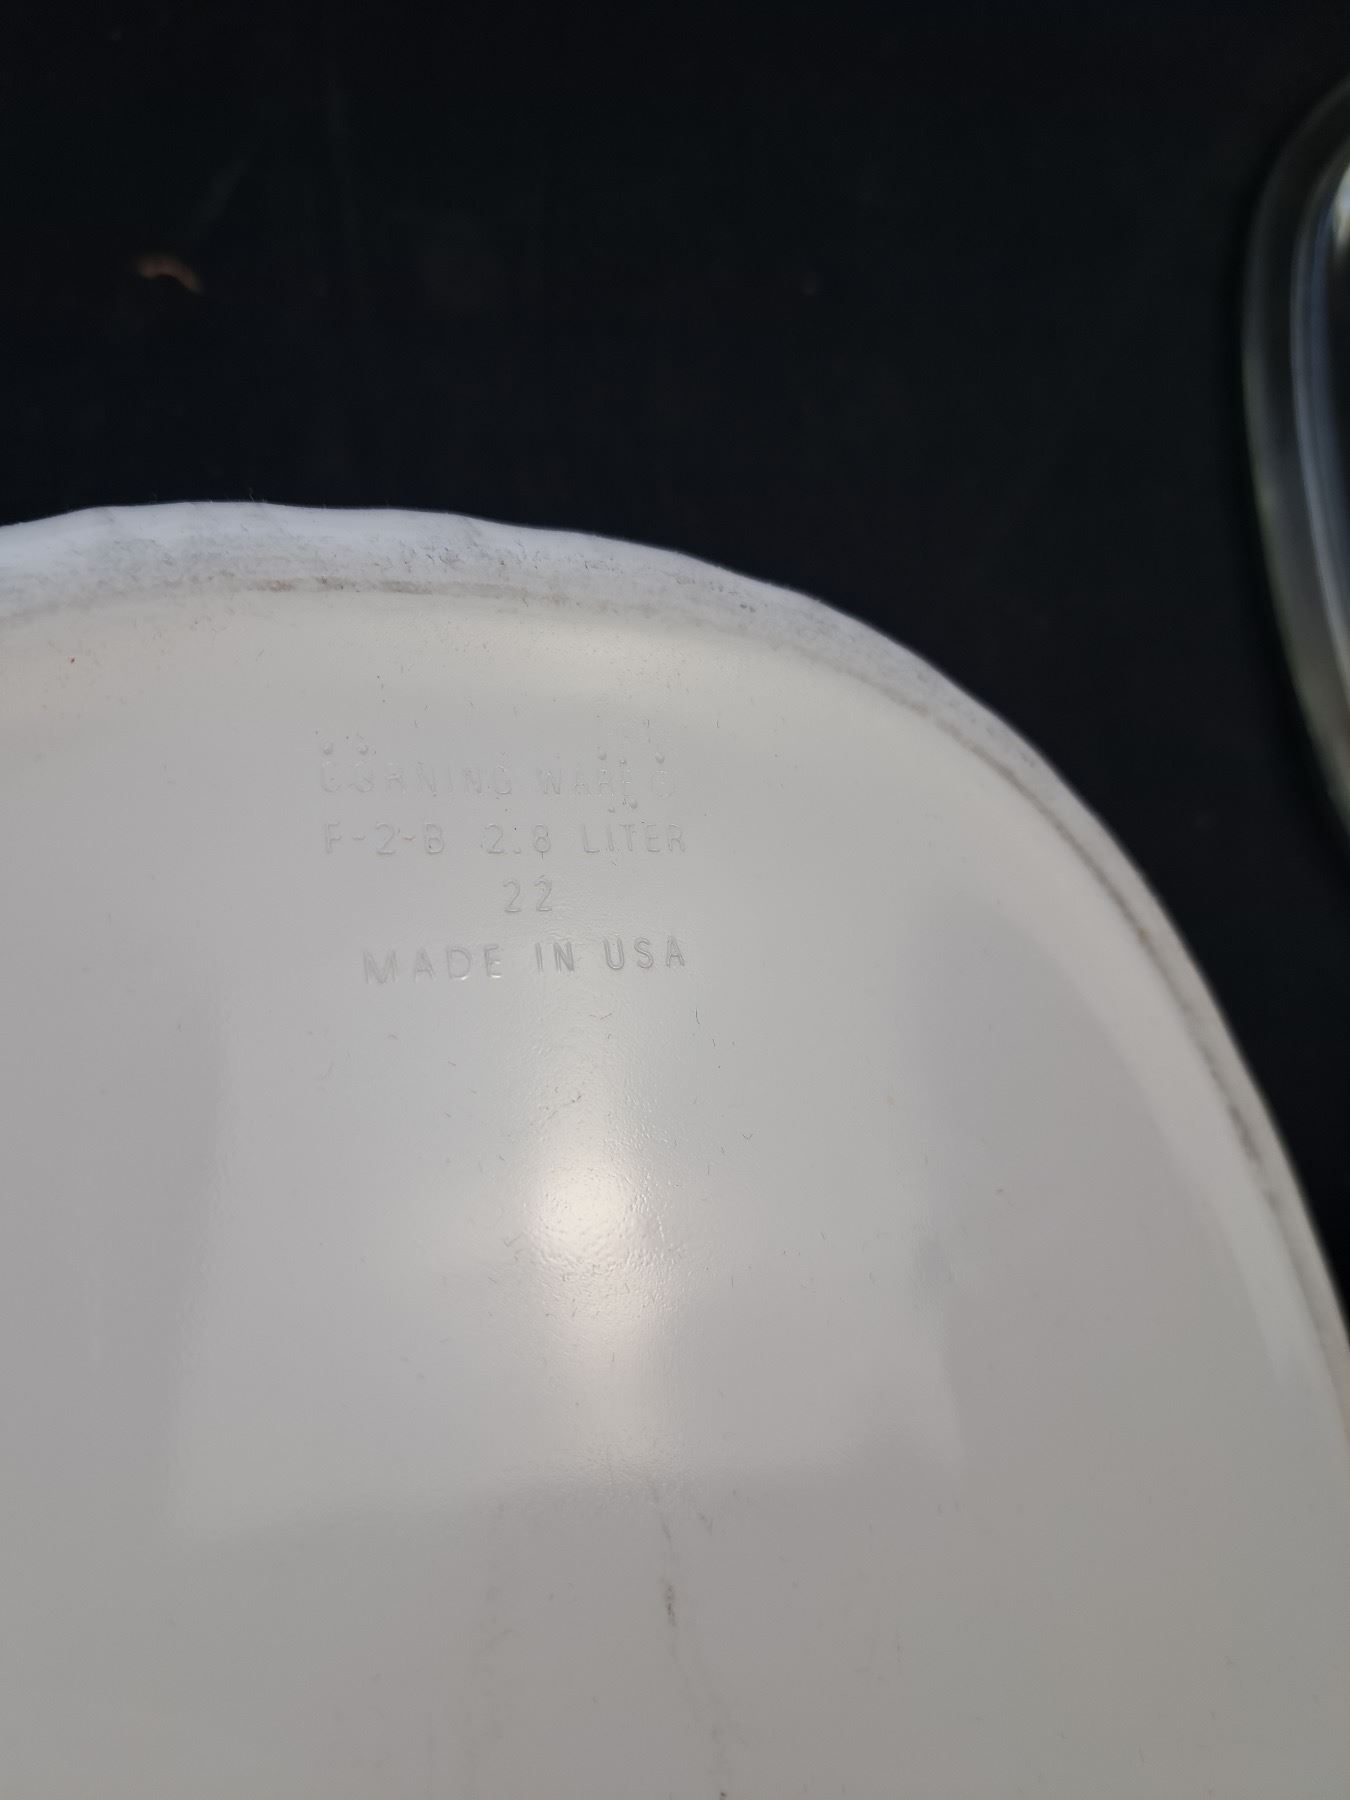 CORNING WARE ®
F-2-B 2.8 LITER
22
MADE IN USA